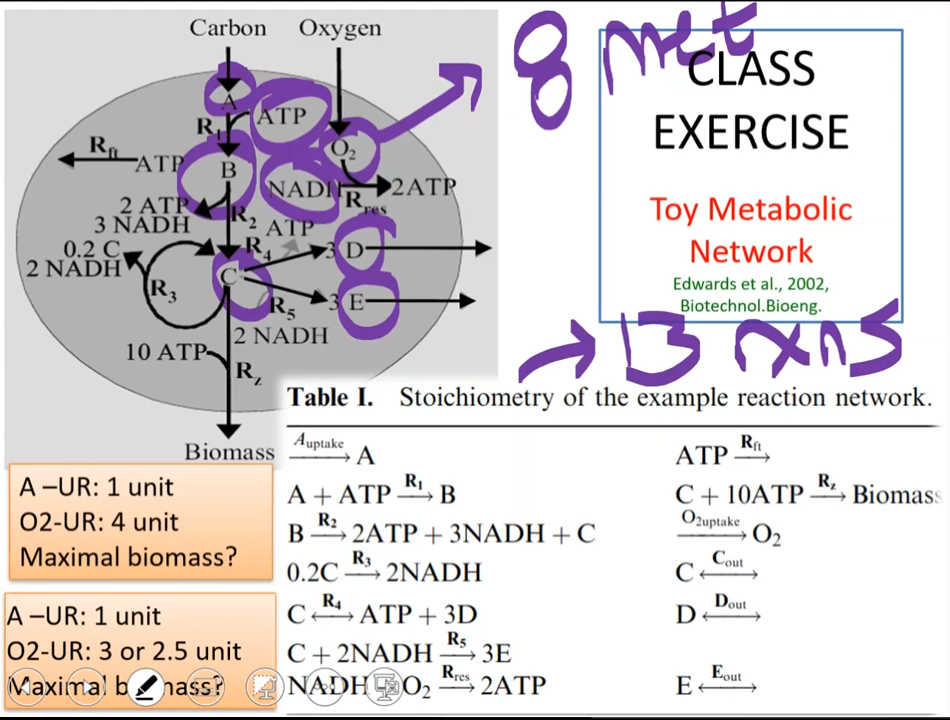 Carbon Oxygen
8 met
CLASS
EXERCISE
Toy Metabolic
Network
Edwards et al., 2002,
Biotechnol.Bioeng.
→ 13 rxns
A
R₁ ATP
O₂
Rft
ATP
B
NADH
2ATP
Rres
2 ATP
3 NADH
R₂ ATP
R₄
3 D
0.2 C
2 NADH
R₃
C
3 E
R₅
2 NADH
10 ATP
Rz
Biomass
Table I. Stoichiometry of the example reaction network.
Auptake → A
A + ATP R₁→ B
B R₂→ 2ATP + 3NADH + C
0.2C R₃→ 2NADH
C ←R₄→ ATP + 3D
C + 2NADH R₅→ 3E
NADH O₂ Rres→ 2ATP
ATP Rft→
C + 10ATP Rz→ Biomass
O₂uptake → O₂
C ←Cout→
D ←Dout→
E ←Eout→
A –UR: 1 unit
O2-UR: 4 unit
Maximal biomass?
A –UR: 1 unit
O2-UR: 3 or 2.5 unit
Maximal b mass?